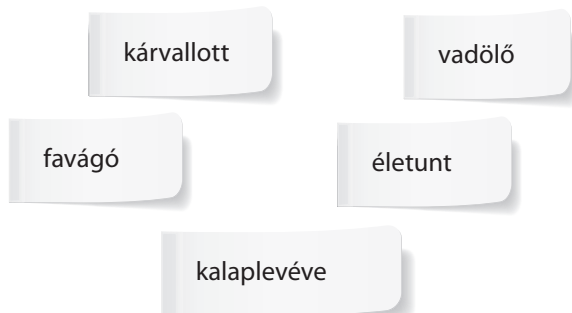 kárvallott
vadölő
favágó
életunt
kalaplevéve